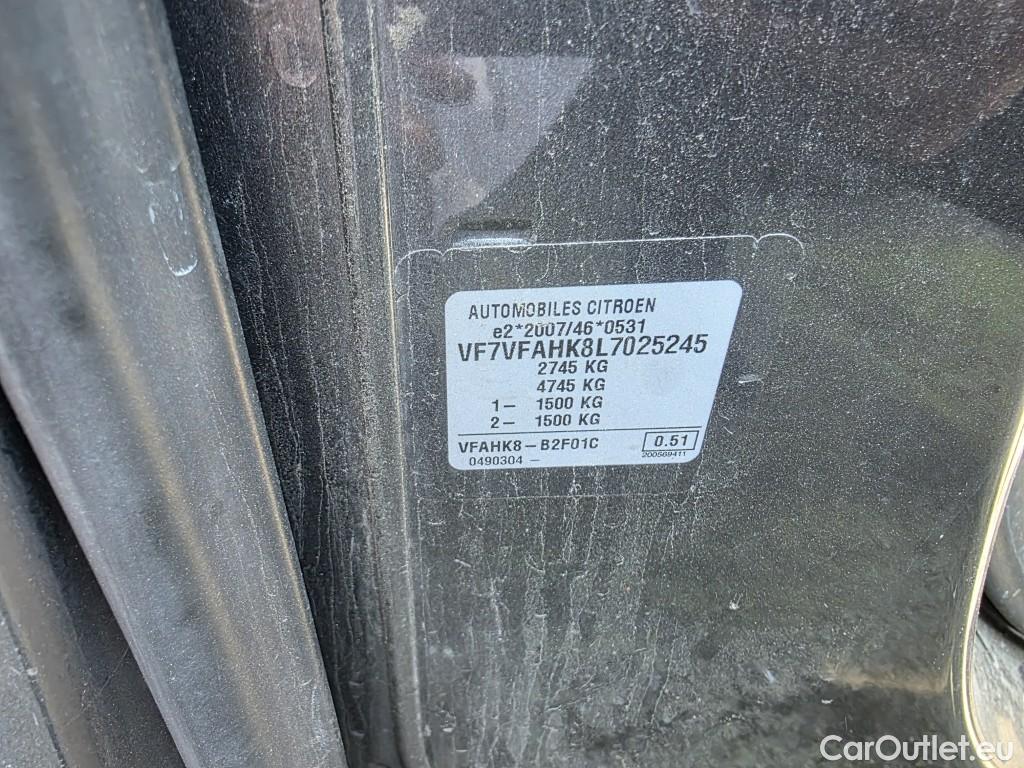 AUTOMOBILES CITROEN
e2*2007/46*0531
VF7VFAHK8L7025245
2745 KG
4745 KG
1– 1500 KG
2– 1500 KG
VFAHK8–B2F01C 0.51
0490304 – 200569411
CarOutlet.eu